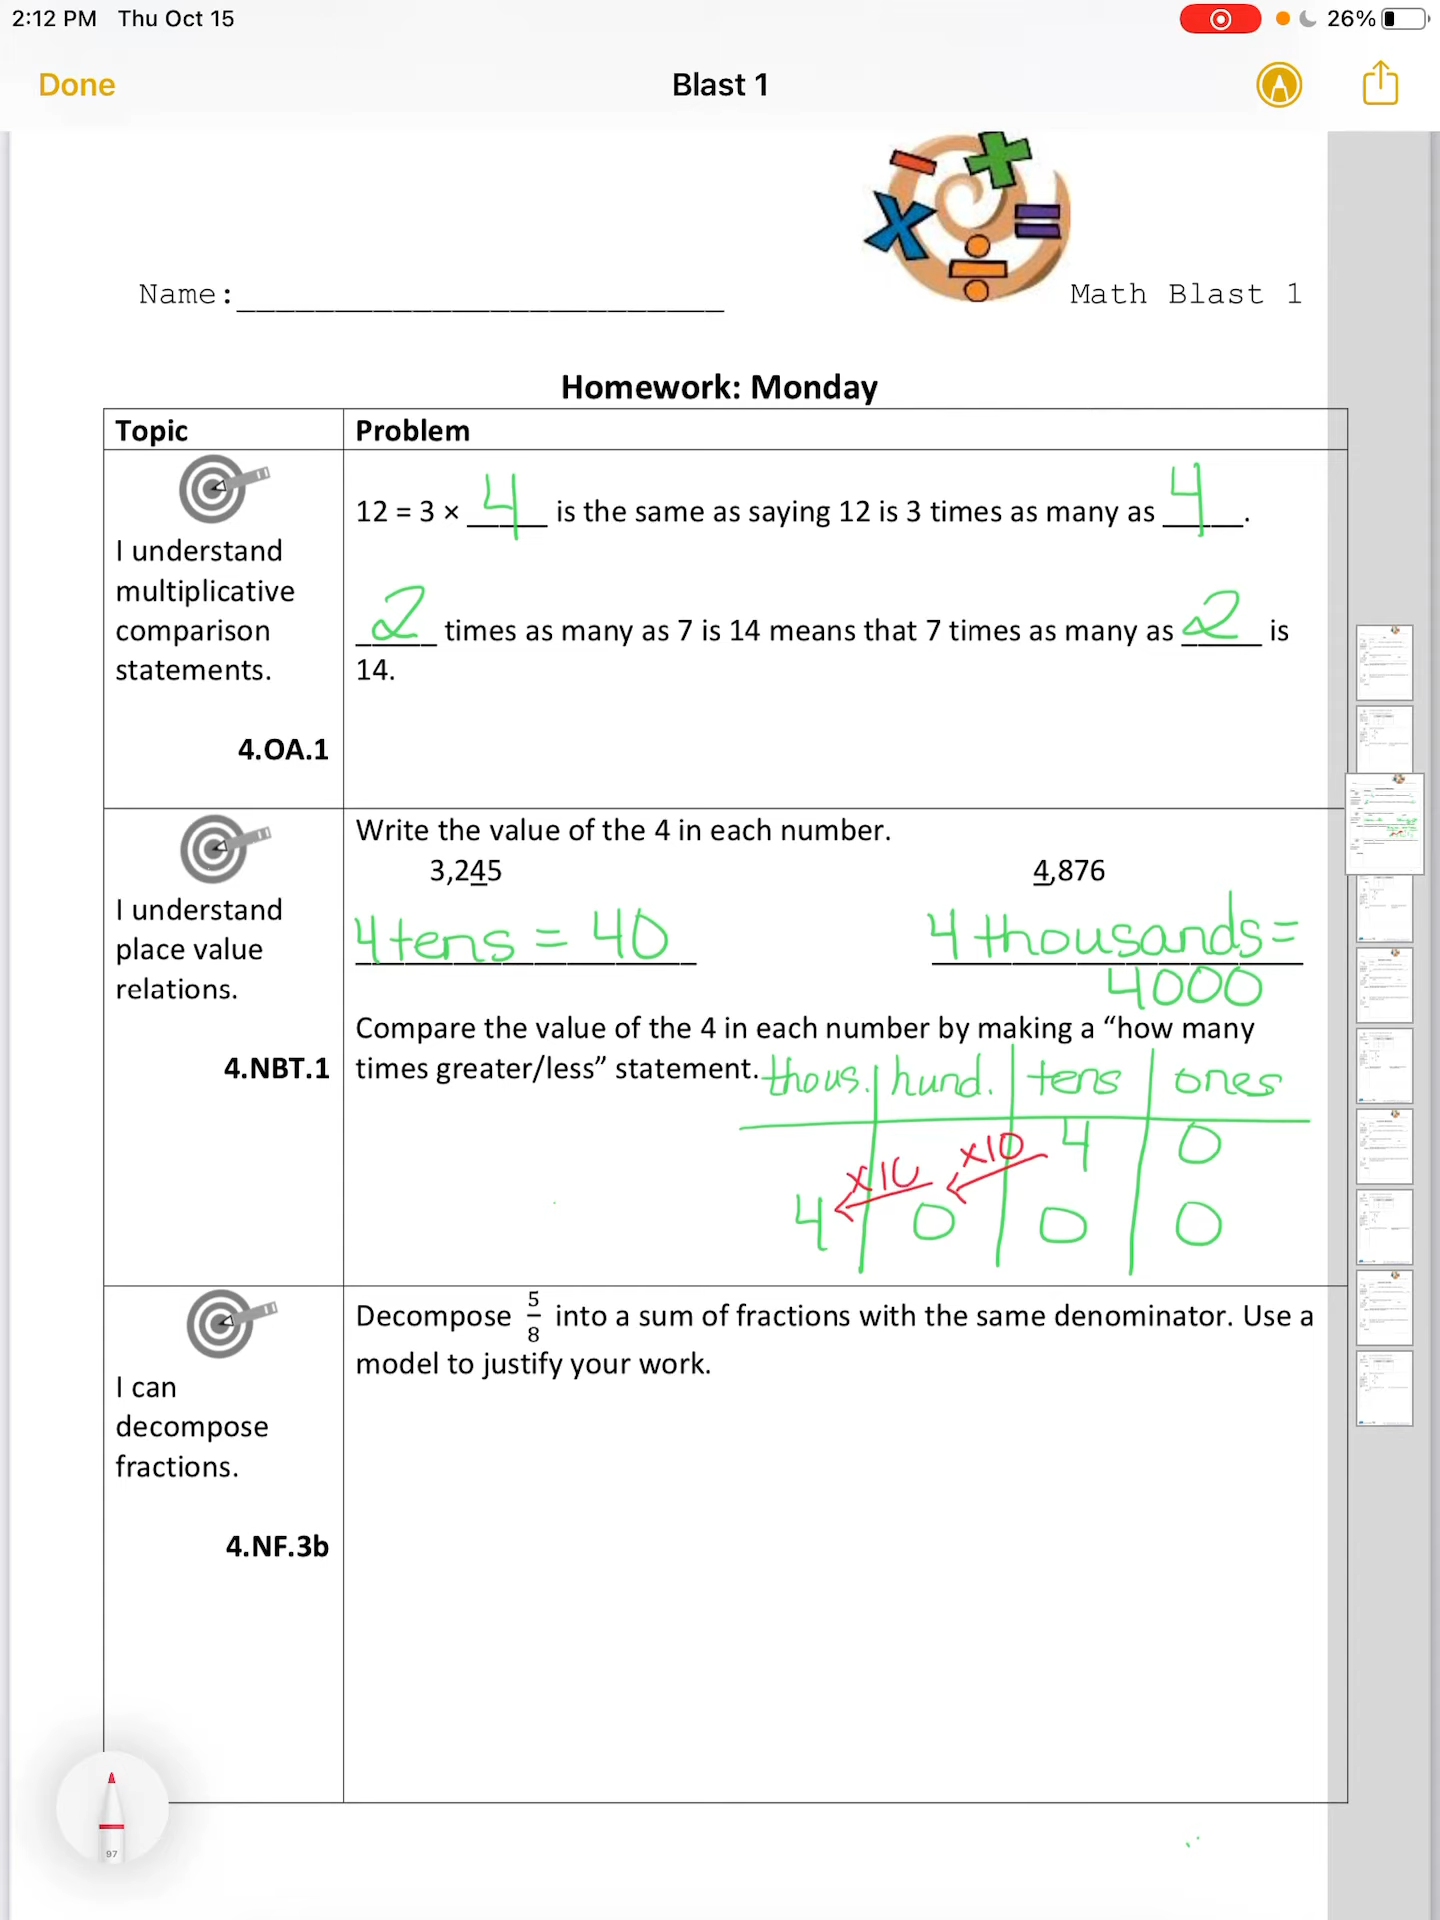 2:12 PM Thu Oct 15
26%
Done
Blast 1
Name:
Math Blast 1
Homework: Monday
Topic
Problem
12 = 3 × 4 is the same as saying 12 is 3 times as many as 4.
2 times as many as 7 is 14 means that 7 times as many as 2 is
14.
I understand
multiplicative
comparison
statements.
4.OA.1
Write the value of the 4 in each number.
3,245
4,876
4 tens = 40
4 thousands =
4000
I understand
place value
relations.
4.NBT.1
Compare the value of the 4 in each number by making a “how many
times greater/less” statement.
thous. hund. tens ones
4 0
x10 x10
4 0 0 0
Decompose 5/8 into a sum of fractions with the same denominator. Use a
model to justify your work.
I can
decompose
fractions.
4.NF.3b
97